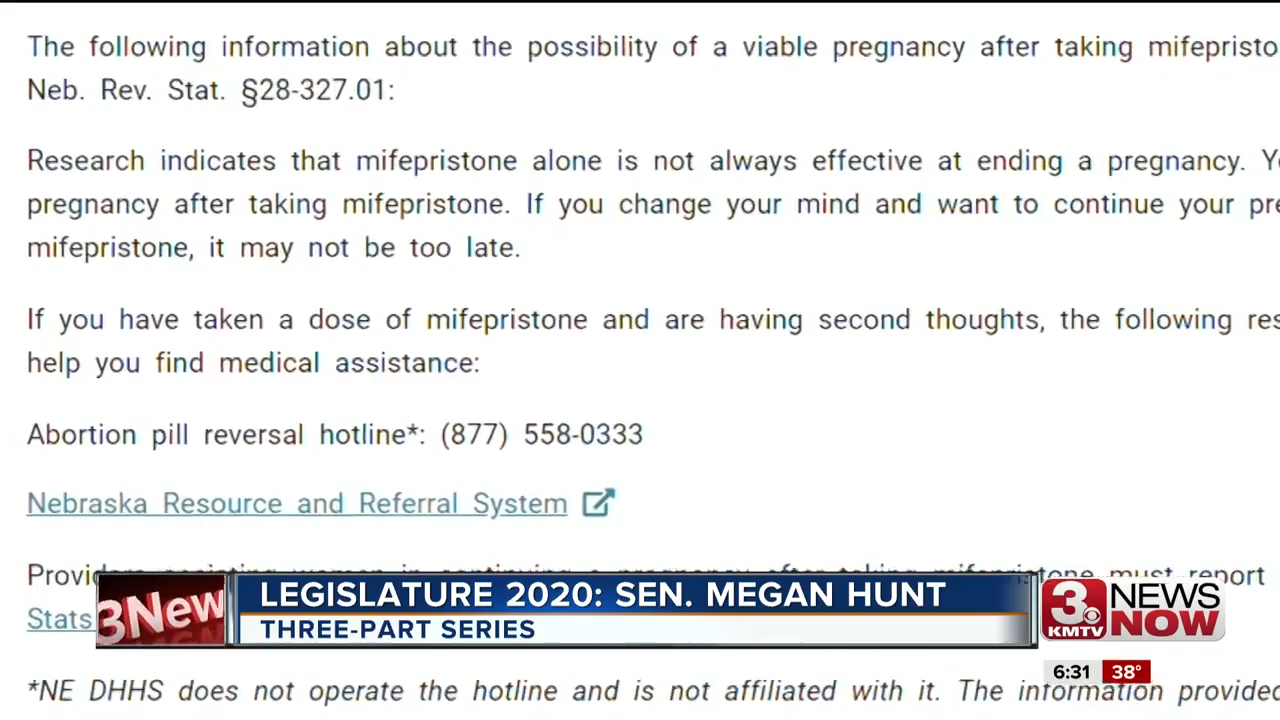 The following information about the possibility of a viable pregnancy after taking
Neb. Rev. Stat. §28-327.01:
Research indicates that mifepristone alone is not always effective at ending a pregnancy.
pregnancy after taking mifepristone. If you change your mind and want to continue your
mifepristone, it may not be too late.
If you have taken a dose of mifepristone and are having second thoughts, the following
help you find medical assistance:
Abortion pill reversal hotline*: (877) 558-0333
Nebraska Resource and Referral System
must report
Stats
3New
LEGISLATURE 2020: SEN. MEGAN HUNT
THREE-PART SERIES
3 KMTV NEWS NOW
6:31 38°
*NE DHHS does not operate the hotline and is not affiliated with it. The information provided